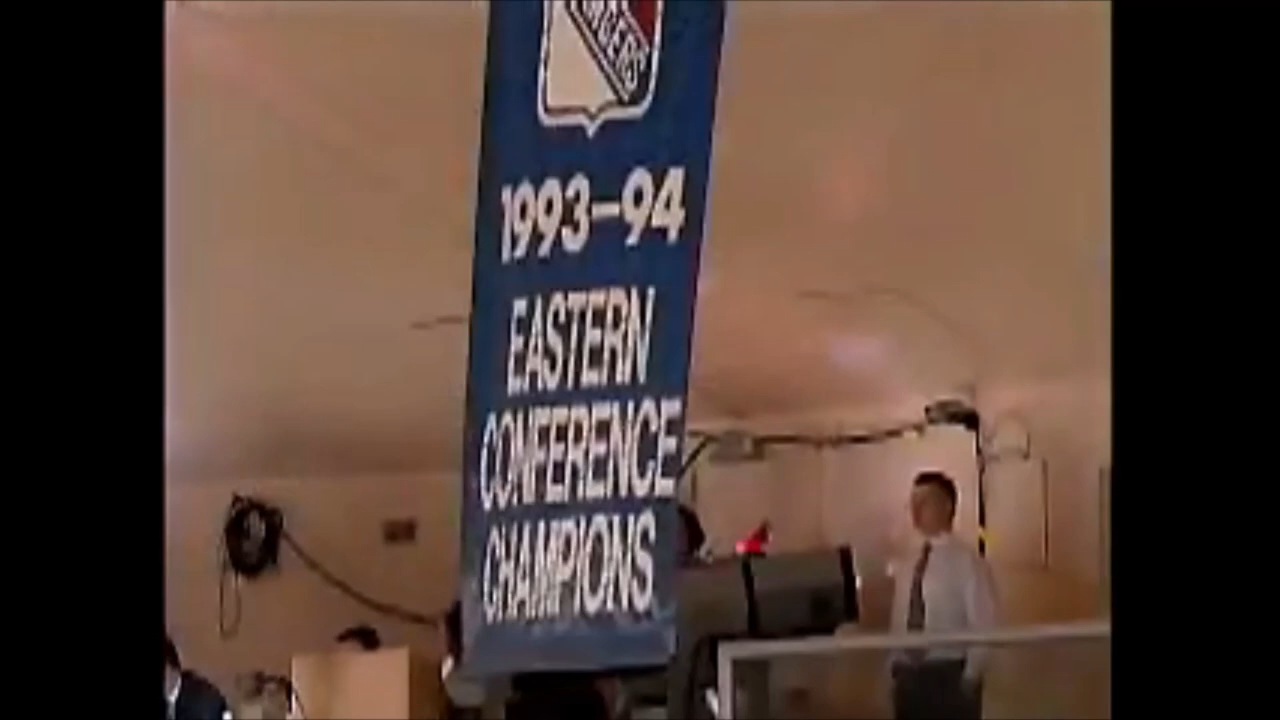 RANGERS
1993-94
EASTERN
CONFERENCE
CHAMPIONS